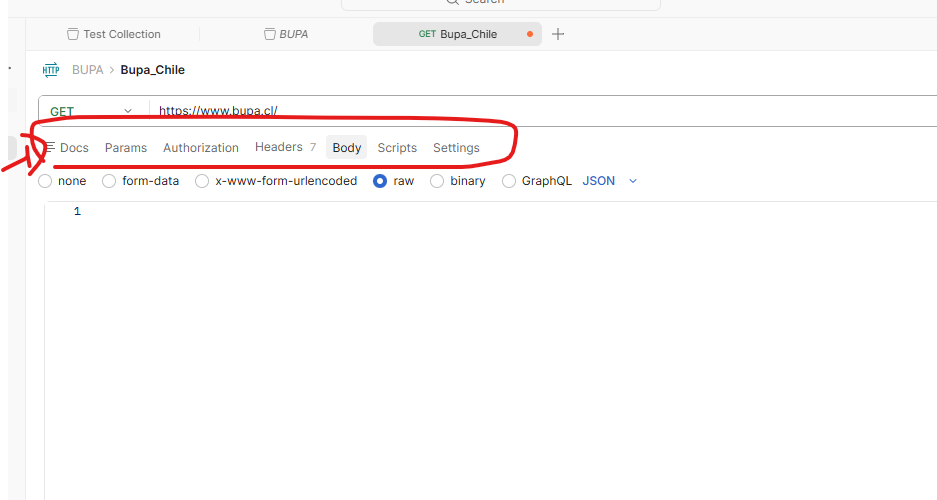 Search
Test Collection BUPA GET Bupa_Chile
HTTP BUPA > Bupa_Chile
GET https://www.bupa.cl/
Docs Params Authorization Headers 7 Body Scripts Settings
none form-data x-www-form-urlencoded raw binary GraphQL JSON
1